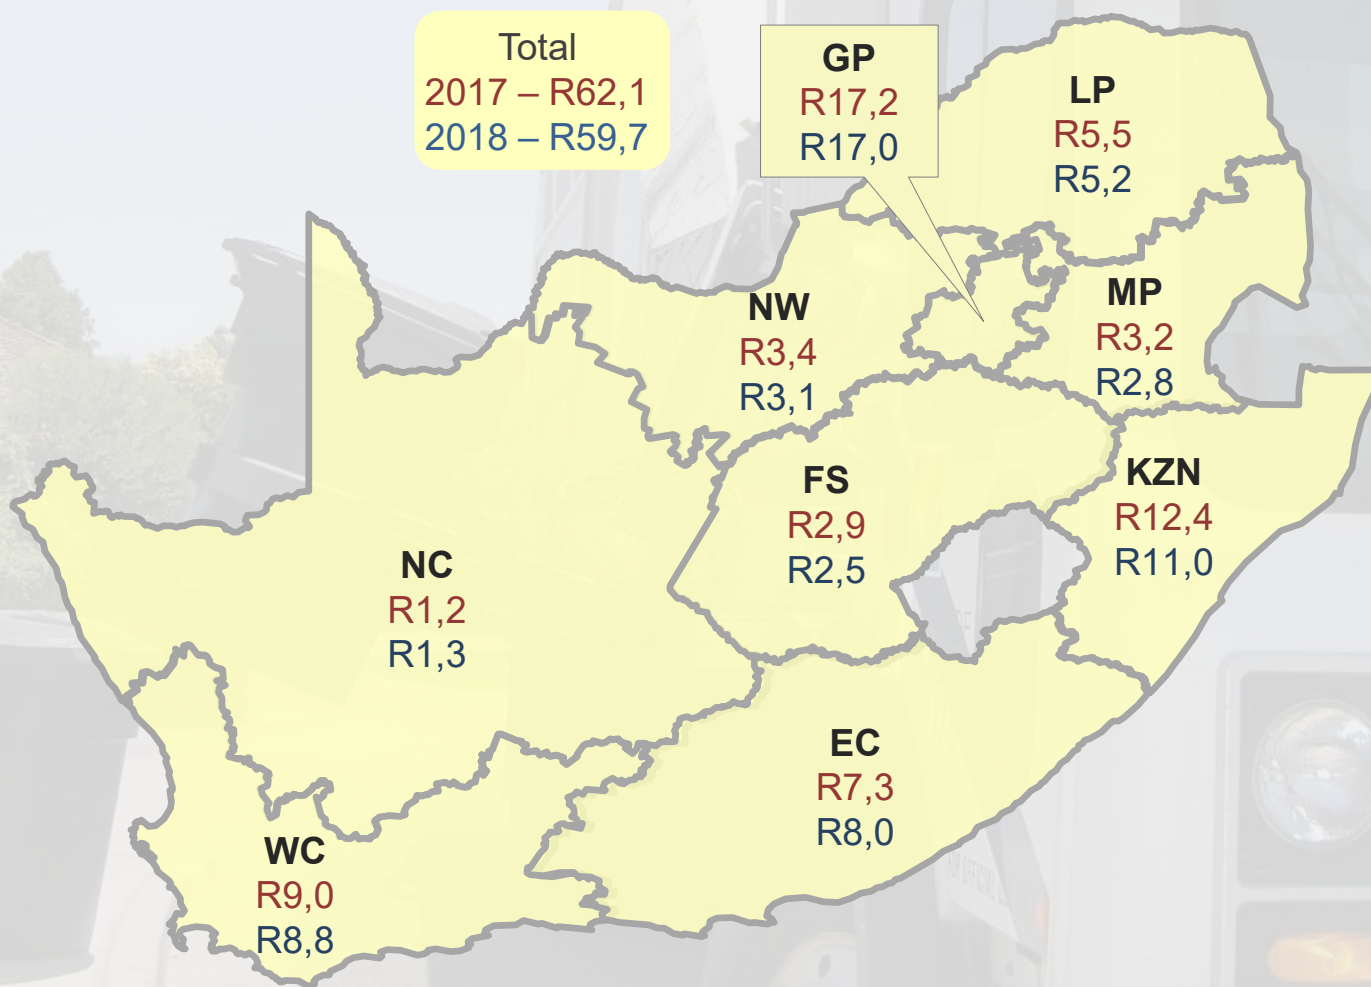 Total
2017 – R62,1
2018 – R59,7
GP
R17,2
R17,0
LP
R5,5
R5,2
NW
R3,4
R3,1
MP
R3,2
R2,8
FS
R2,9
R2,5
KZN
R12,4
R11,0
NC
R1,2
R1,3
EC
R7,3
R8,0
WC
R9,0
R8,8